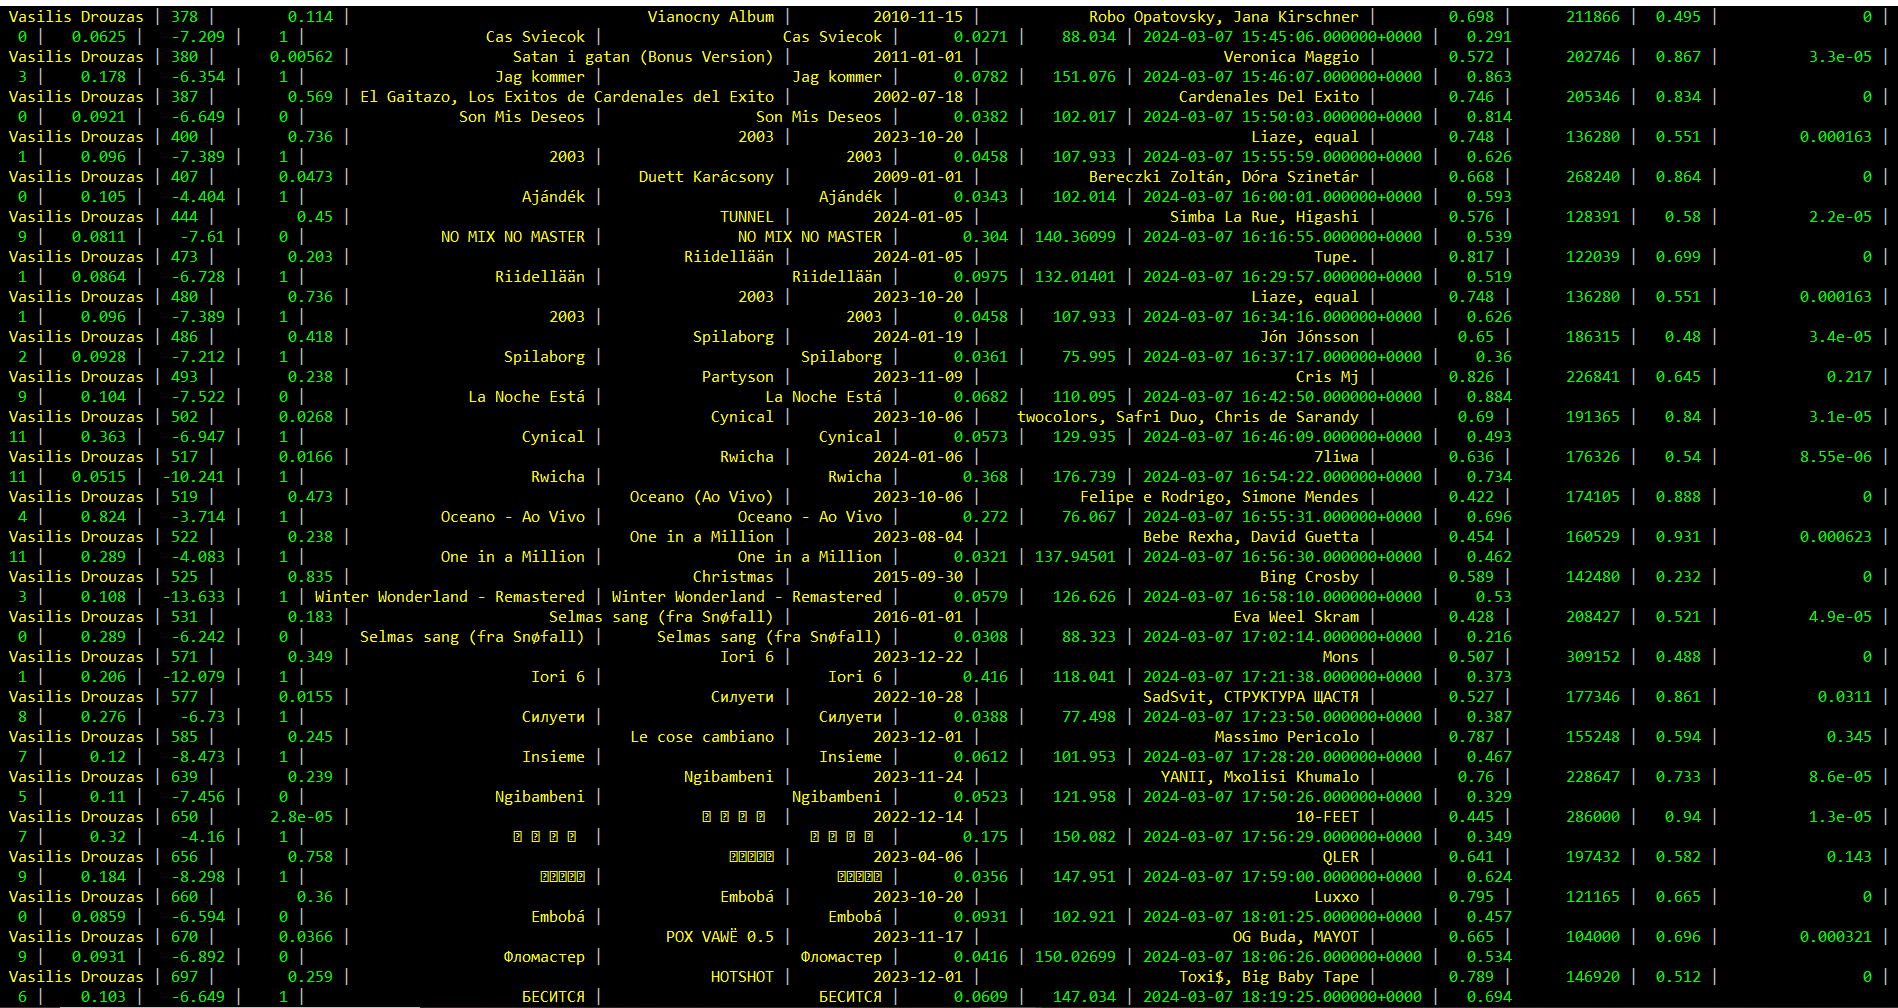 Vasilis Drouzas | 378 | 0.114 | Vianocny Album | 2010-11-15 | Robo Opatovsky, Jana Kirschner | 0.698 | 211866 | 0.495 | 0 |
0 | 0.0625 | -7.209 | 1 | Cas Sviecok | Cas Sviecok | 0.0271 | 88.034 | 2024-03-07 15:45:06.000000+0000 | 0.291
Vasilis Drouzas | 380 | 0.00562 | Satan i gatan (Bonus Version) | 2011-01-01 | Veronica Maggio | 0.572 | 202746 | 0.867 | 3.3e-05 |
3 | 0.178 | -6.354 | 1 | Jag kommer | Jag kommer | 0.0782 | 151.076 | 2024-03-07 15:46:07.000000+0000 | 0.863
Vasilis Drouzas | 387 | 0.569 | El Gaitazo, Los Exitos de Cardenales del Exito | 2002-07-18 | Cardenales Del Exito | 0.746 | 205346 | 0.834 | 0 |
0 | 0.0921 | -6.649 | 0 | Son Mis Deseos | Son Mis Deseos | 0.0382 | 102.017 | 2024-03-07 15:50:03.000000+0000 | 0.814
Vasilis Drouzas | 400 | 0.736 | 2003 | 2023-10-20 | Liaze, equal | 0.748 | 136280 | 0.551 | 0.000163 |
1 | 0.096 | -7.389 | 1 | 2003 | 2003 | 0.0458 | 107.933 | 2024-03-07 15:55:59.000000+0000 | 0.626
Vasilis Drouzas | 407 | 0.0473 | Duett Karácsony | 2009-01-01 | Bereczki Zoltán, Dóra Szinetár | 0.668 | 268240 | 0.864 | 0 |
0 | 0.105 | -4.404 | 1 | Ajándék | Ajándék | 0.0343 | 102.014 | 2024-03-07 16:00:01.000000+0000 | 0.593
Vasilis Drouzas | 444 | 0.45 | TUNNEL | 2024-01-05 | Simba La Rue, Higashi | 0.576 | 128391 | 0.58 | 2.2e-05 |
9 | 0.0811 | -7.61 | 0 | NO MIX NO MASTER | NO MIX NO MASTER | 0.304 | 140.36099 | 2024-03-07 16:16:55.000000+0000 | 0.539
Vasilis Drouzas | 473 | 0.203 | Riidellään | 2024-01-05 | Tupe. | 0.817 | 122039 | 0.699 | 0 |
1 | 0.0864 | -6.728 | 1 | Riidellään | Riidellään | 0.0975 | 132.01401 | 2024-03-07 16:29:57.000000+0000 | 0.519
Vasilis Drouzas | 480 | 0.736 | 2003 | 2023-10-20 | Liaze, equal | 0.748 | 136280 | 0.551 | 0.000163 |
1 | 0.096 | -7.389 | 1 | 2003 | 2003 | 0.0458 | 107.933 | 2024-03-07 16:34:16.000000+0000 | 0.626
Vasilis Drouzas | 486 | 0.418 | Spilaborg | 2024-01-19 | Jón Jónsson | 0.65 | 186315 | 0.48 | 3.4e-05 |
2 | 0.0928 | -7.212 | 1 | Spilaborg | Spilaborg | 0.0361 | 75.995 | 2024-03-07 16:37:17.000000+0000 | 0.36
Vasilis Drouzas | 493 | 0.238 | Partyson | 2023-11-09 | Cris Mj | 0.826 | 226841 | 0.645 | 0.217 |
9 | 0.104 | -7.522 | 0 | La Noche Está | La Noche Está | 0.0682 | 110.095 | 2024-03-07 16:42:50.000000+0000 | 0.884
Vasilis Drouzas | 502 | 0.0268 | Cynical | 2023-10-06 | twocolors, Safri Duo, Chris de Sarandy | 0.69 | 191365 | 0.84 | 3.1e-05 |
11 | 0.363 | -6.947 | 1 | Cynical | Cynical | 0.0573 | 129.935 | 2024-03-07 16:46:09.000000+0000 | 0.493
Vasilis Drouzas | 517 | 0.0166 | Rwicha | 2024-01-06 | 7liwa | 0.636 | 176326 | 0.54 | 8.55e-06 |
11 | 0.0515 | -10.241 | 1 | Rwicha | Rwicha | 0.368 | 176.739 | 2024-03-07 16:54:22.000000+0000 | 0.734
Vasilis Drouzas | 519 | 0.473 | Oceano (Ao Vivo) | 2023-10-06 | Felipe e Rodrigo, Simone Mendes | 0.422 | 174105 | 0.888 | 0 |
4 | 0.824 | -3.714 | 1 | Oceano - Ao Vivo | Oceano - Ao Vivo | 0.272 | 76.067 | 2024-03-07 16:55:31.000000+0000 | 0.696
Vasilis Drouzas | 522 | 0.238 | One in a Million | 2023-08-04 | Bebe Rexha, David Guetta | 0.454 | 160529 | 0.931 | 0.000623 |
11 | 0.289 | -4.083 | 1 | One in a Million | One in a Million | 0.0321 | 137.94501 | 2024-03-07 16:56:30.000000+0000 | 0.462
Vasilis Drouzas | 525 | 0.835 | Christmas | 2015-09-30 | Bing Crosby | 0.589 | 142480 | 0.232 | 0 |
3 | 0.108 | -13.633 | 1 | Winter Wonderland - Remastered | Winter Wonderland - Remastered | 0.0579 | 126.626 | 2024-03-07 16:58:10.000000+0000 | 0.53
Vasilis Drouzas | 531 | 0.183 | Selmas sang (fra Snøfall) | 2016-01-01 | Eva Weel Skram | 0.428 | 208427 | 0.521 | 4.9e-05 |
0 | 0.289 | -6.242 | 0 | Selmas sang (fra Snøfall) | Selmas sang (fra Snøfall) | 0.0308 | 88.323 | 2024-03-07 17:02:14.000000+0000 | 0.216
Vasilis Drouzas | 571 | 0.349 | Iori 6 | 2023-12-22 | Mons | 0.507 | 309152 | 0.488 | 0 |
1 | 0.206 | -12.079 | 1 | Iori 6 | Iori 6 | 0.416 | 118.041 | 2024-03-07 17:21:38.000000+0000 | 0.373
Vasilis Drouzas | 577 | 0.0155 | Силуети | 2022-10-28 | SadSvit, СТРУКТУРА ЩАСТЯ | 0.527 | 177346 | 0.861 | 0.0311 |
8 | 0.276 | -6.73 | 1 | Силуети | Силуети | 0.0388 | 77.498 | 2024-03-07 17:23:50.000000+0000 | 0.387
Vasilis Drouzas | 585 | 0.245 | Le cose cambiano | 2023-12-01 | Massimo Pericolo | 0.787 | 155248 | 0.594 | 0.345 |
7 | 0.12 | -8.473 | 1 | Insieme | Insieme | 0.0612 | 101.953 | 2024-03-07 17:28:20.000000+0000 | 0.467
Vasilis Drouzas | 639 | 0.239 | Ngibambeni | 2023-11-24 | YANII, Mxolisi Khumalo | 0.76 | 228647 | 0.733 | 8.6e-05 |
5 | 0.11 | -7.456 | 0 | Ngibambeni | Ngibambeni | 0.0523 | 121.958 | 2024-03-07 17:50:26.000000+0000 | 0.329
Vasilis Drouzas | 650 | 2.8e-05 | | 2022-12-14 | 10-FEET | 0.445 | 286000 | 0.94 | 1.3e-05 |
7 | 0.32 | -4.16 | 1 | | | 0.175 | 150.082 | 2024-03-07 17:56:29.000000+0000 | 0.349
Vasilis Drouzas | 656 | 0.758 | | 2023-04-06 | QLER | 0.641 | 197432 | 0.582 | 0.143 |
9 | 0.184 | -8.298 | 1 | | | 0.0356 | 147.951 | 2024-03-07 17:59:00.000000+0000 | 0.624
Vasilis Drouzas | 660 | 0.36 | Embobá | 2023-10-20 | Luxxo | 0.795 | 121165 | 0.665 | 0 |
0 | 0.0859 | -6.594 | 0 | Embobá | Embobá | 0.0931 | 102.921 | 2024-03-07 18:01:25.000000+0000 | 0.457
Vasilis Drouzas | 670 | 0.0366 | POX VAWË 0.5 | 2023-11-17 | OG Buda, MAYOT | 0.665 | 104000 | 0.696 | 0.000321 |
9 | 0.0931 | -6.892 | 0 | Фломастер | Фломастер | 0.0416 | 150.02699 | 2024-03-07 18:06:26.000000+0000 | 0.534
Vasilis Drouzas | 697 | 0.259 | HOTSHOT | 2023-12-01 | Toxi$, Big Baby Tape | 0.789 | 146920 | 0.512 | 0 |
6 | 0.103 | -6.649 | 1 | БЕСИТСЯ | БЕСИТСЯ | 0.0609 | 147.034 | 2024-03-07 18:19:25.000000+0000 | 0.694